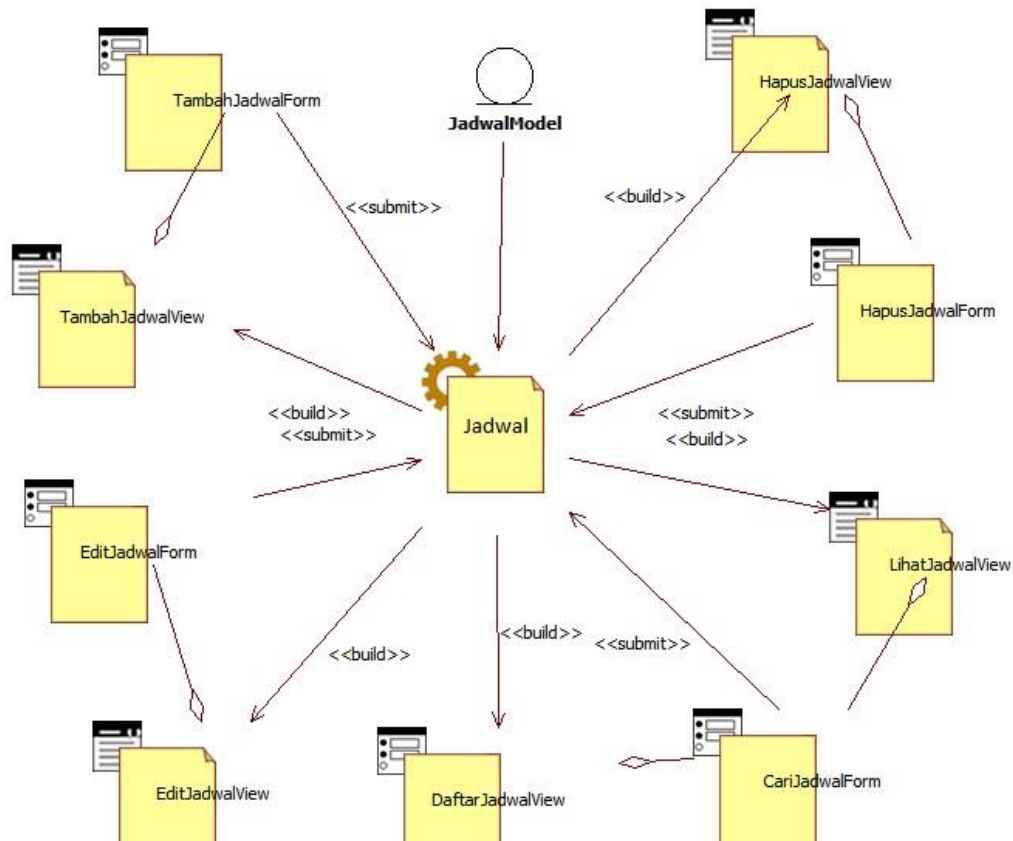 TambahJadwalForm
JadwalModel
HapusJadwalView
<<submit>>
<<build>>
TambahJadwalView
HapusJadwalForm
<<build>>
<<submit>>
Jadwal
<<submit>>
<<build>>
EditJadwalForm
LihatJadwalView
<<build>>
<<build>>
<<submit>>
EditJadwalView
DaftarJadwalView
CariJadwalForm